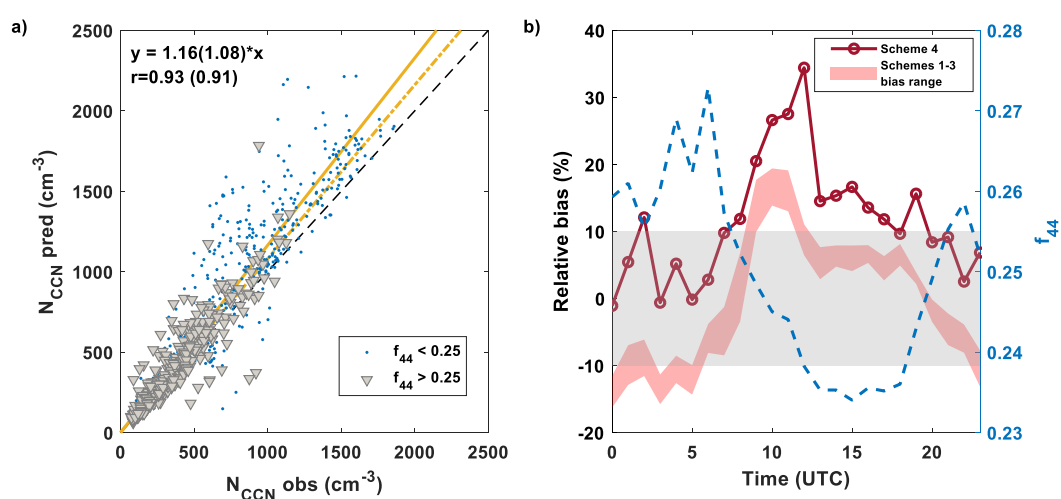 a)
y = 1.16(1.08)*x
r=0.93 (0.91)
N_CCN pred (cm^-3)
2500
2000
1500
1000
500
0
f_44 < 0.25
f_44 > 0.25
0 500 1000 1500 2000 2500
N_CCN obs (cm^-3)
b)
Relative bias (%)
40
30
20
10
0
-10
-20
Scheme 4
Schemes 1-3
bias range
0 5 10 15 20
Time (UTC)
0.28
0.27
0.26
0.25
0.24
0.23
f_44